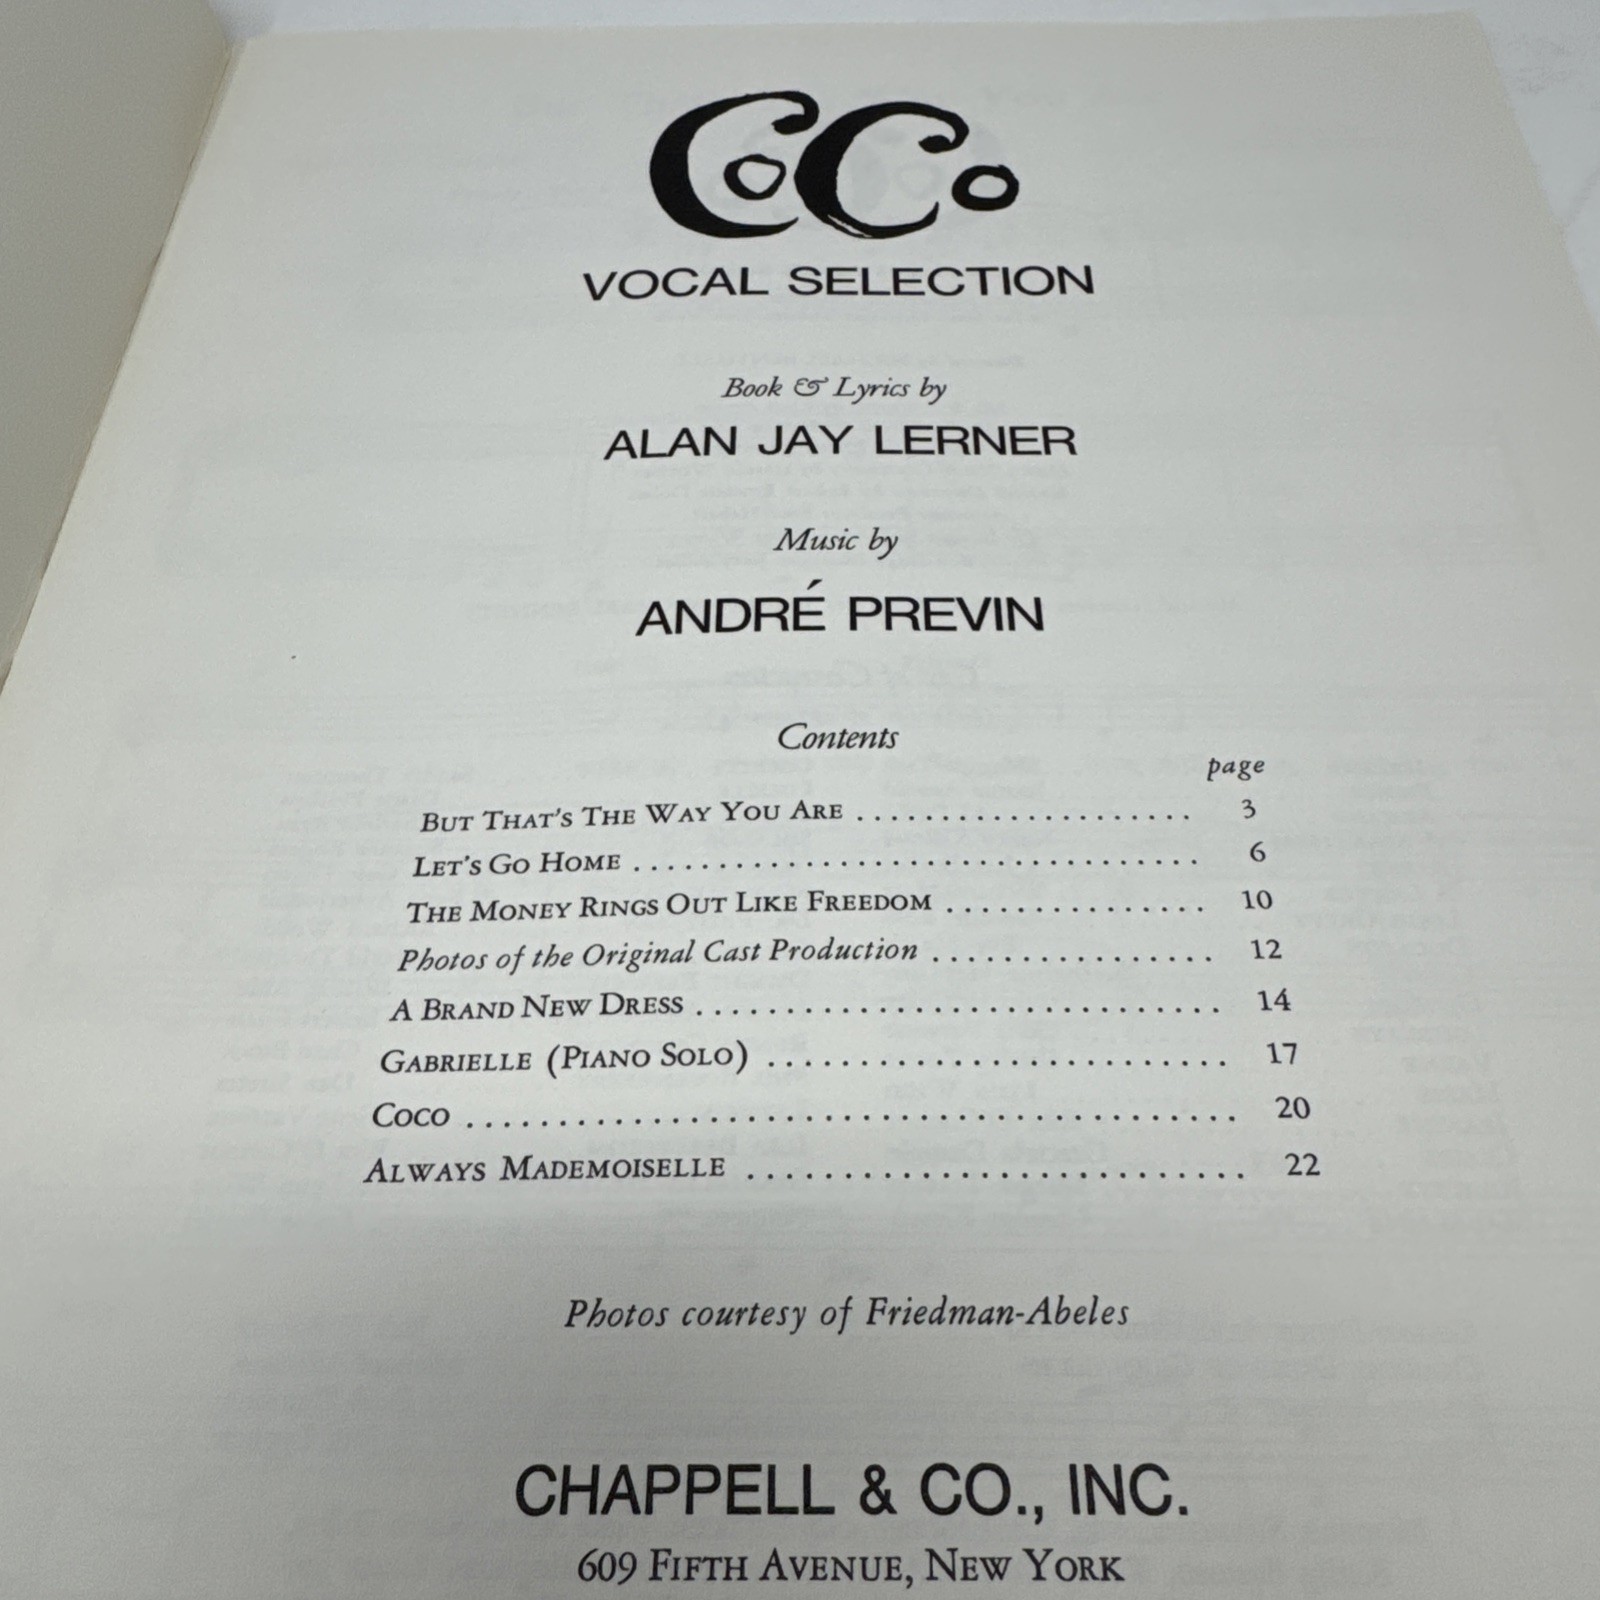 CoCo
VOCAL SELECTION
Book & Lyrics by
ALAN JAY LERNER
Music by
ANDRÉ PREVIN
Contents
page
BUT THAT'S THE WAY YOU ARE .................... 3
LET'S GO HOME ................................ 6
THE MONEY RINGS OUT LIKE FREEDOM ................ 10
Photos of the Original Cast Production ................ 12
A BRAND NEW DRESS .............................. 14
GABRIELLE (PIANO SOLO) ......................... 17
COCO ......................................... 20
ALWAYS MADEMOISELLE .......................... 22
Photos courtesy of Friedman-Abeles
CHAPPELL & CO., INC.
609 FIFTH AVENUE, NEW YORK